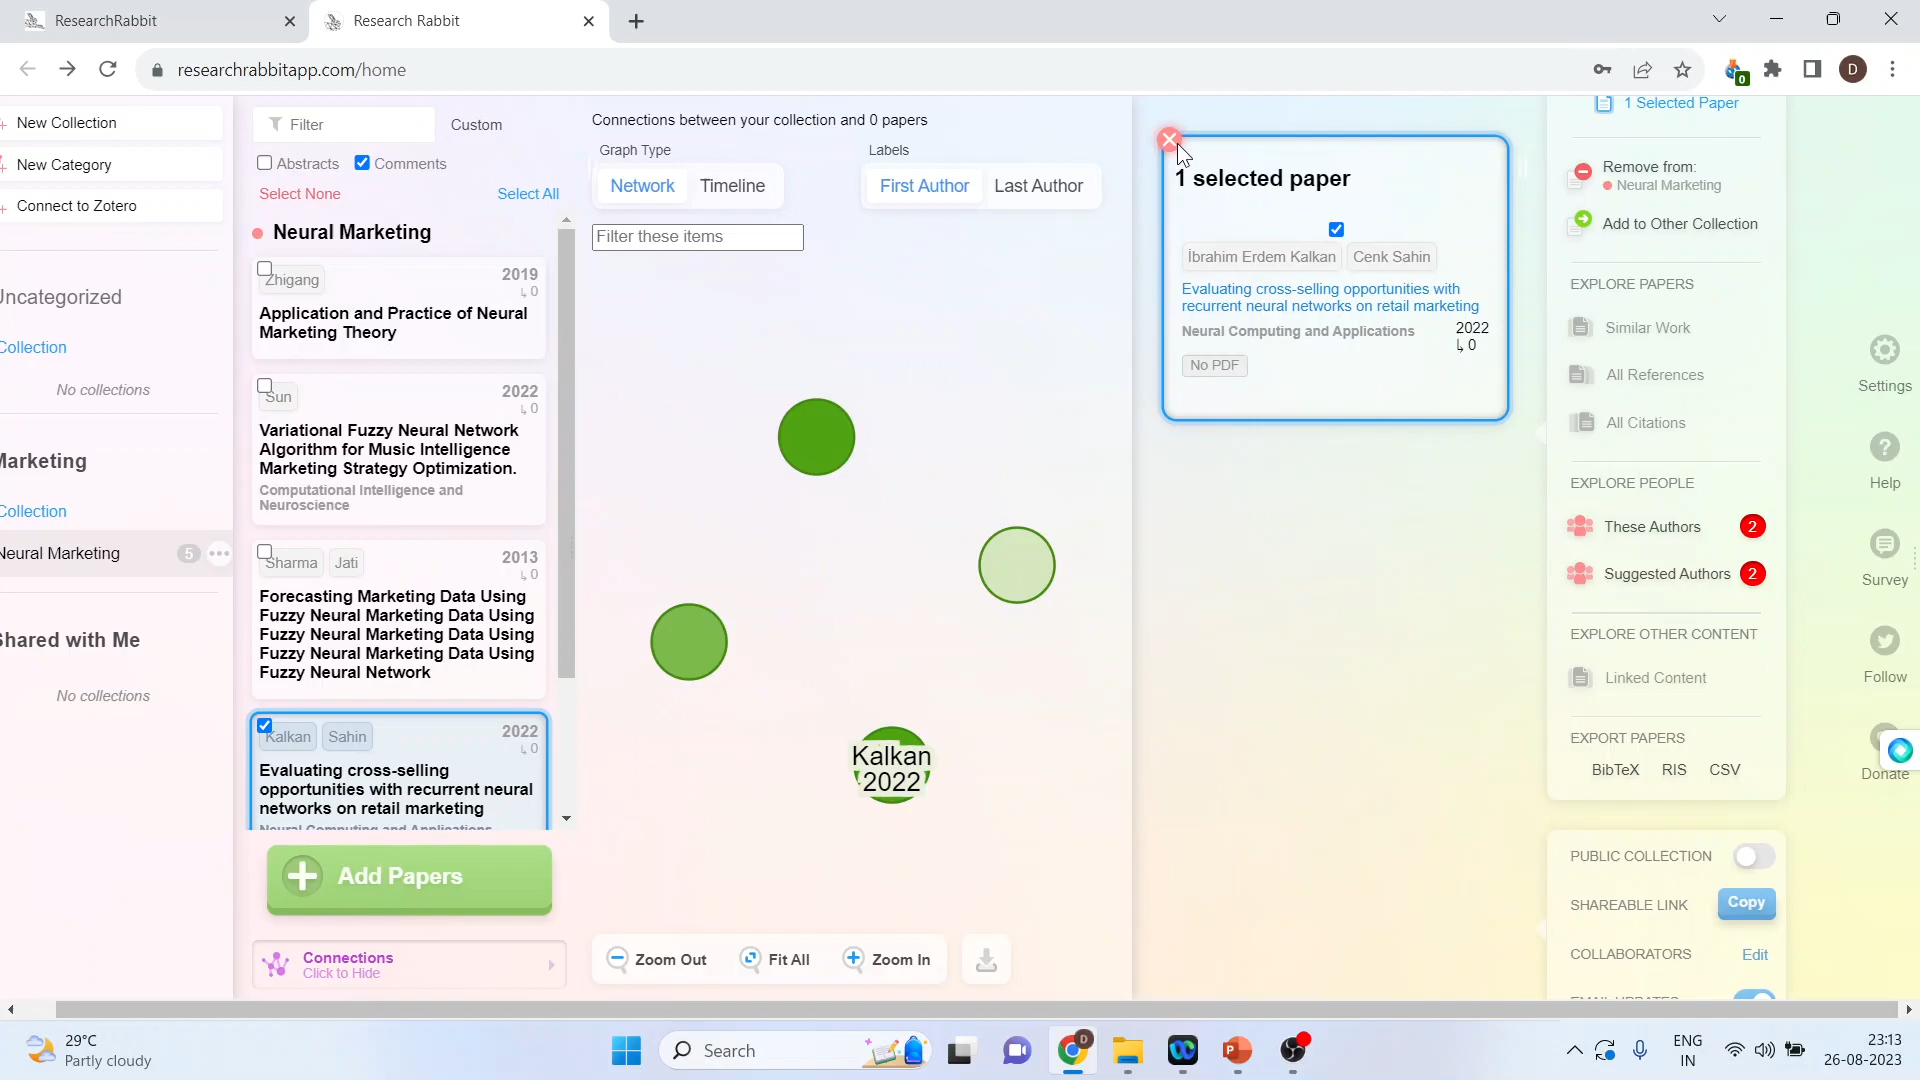 ResearchRabbit
Research Rabbit
researchrabbitapp.com/home
0
D
New Collection
New Category
Connect to Zotero
Uncategorized
Collection
No collections
Marketing
Collection
Neural Marketing 5
Shared with Me
No collections
Filter
Custom
Abstracts
Comments
Select None
Select All
Neural Marketing
Zhigang
2019
0
Application and Practice of Neural
Marketing Theory
Sun
2022
0
Variational Fuzzy Neural Network
Algorithm for Music Intelligence
Marketing Strategy Optimization.
Computational Intelligence and
Neuroscience
Sharma Jati
2013
0
Forecasting Marketing Data Using
Fuzzy Neural Marketing Data Using
Fuzzy Neural Marketing Data Using
Fuzzy Neural Marketing Data Using
Fuzzy Neural Network
Kalkan Sahin
2022
0
Evaluating cross-selling
opportunities with recurrent neural
networks on retail marketing
Neural Computing and Applications
Add Papers
Connections
Click to Hide
Connections between your collection and 0 papers
Graph Type
Network Timeline
Labels
First Author Last Author
Filter these items
Kalkan
2022
Zoom Out
Fit All
Zoom In
1 selected paper
İbrahim Erdem Kalkan Cenk Sahin
Evaluating cross-selling opportunities with
recurrent neural networks on retail marketing
Neural Computing and Applications
2022
0
No PDF
1 Selected Paper
Remove from:
Neural Marketing
Add to Other Collection
EXPLORE PAPERS
Similar Work
All References
All Citations
EXPLORE PEOPLE
These Authors 2
Suggested Authors 2
EXPLORE OTHER CONTENT
Linked Content
EXPORT PAPERS
BibTeX RIS CSV
PUBLIC COLLECTION
SHAREABLE LINK Copy
COLLABORATORS Edit
EMAIL UPDATES
Settings
?
Help
Survey
Follow
Donate
29°C
Partly cloudy
Search
D
P
ENG
IN
23:13
26-08-2023